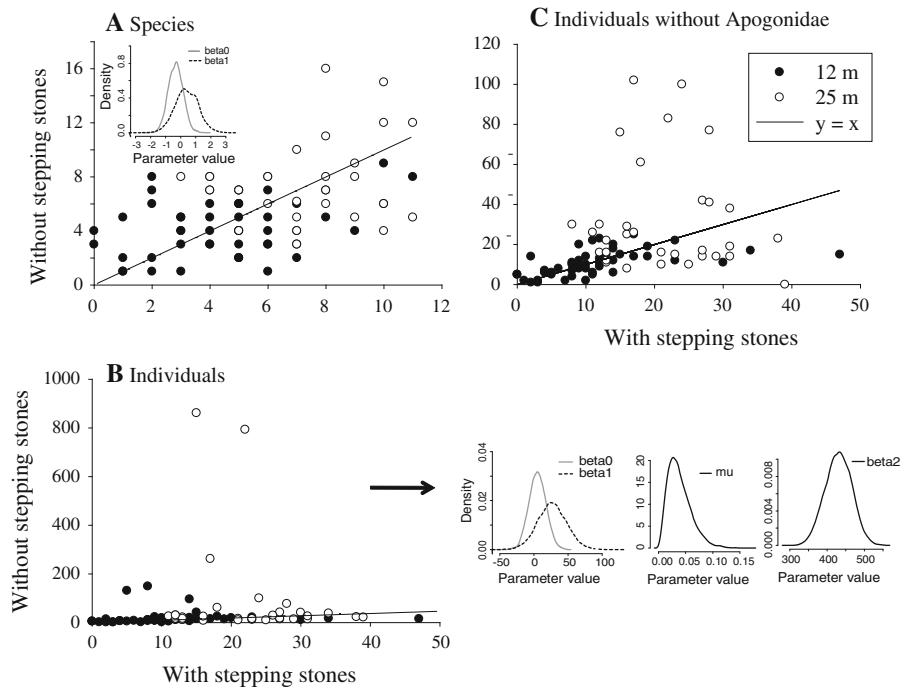 A Species
16
12
8
4
0
Without stepping stones
0 2 4 6 8 10 12
0.8
0.4
0.0
Density
beta0
beta1
-3 -2 -1 0 1 2 3
Parameter value
C Individuals without Apogonidae
120
100
80
60
40
20
0
12 m
25 m
y = x
0 10 20 30 40 50
With stepping stones
B Individuals
1000
800
600
400
200
0
Without stepping stones
0 10 20 30 40 50
With stepping stones
0.04
0.02
0.00
Density
beta0
beta1
-50 0 50 100
Parameter value
20
15
10
5
0
mu
0.00 0.05 0.10 0.15
Parameter value
0.008
0.004
0.000
beta2
300 400 500
Parameter value